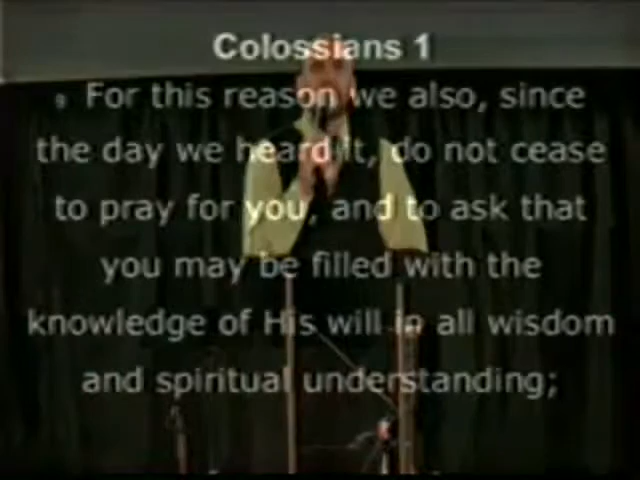 Colossians 1
9 For this reason we also, since
the day we heard it, do not cease
to pray for you, and to ask that
you may be filled with the
knowledge of His will in all wisdom
and spiritual understanding;